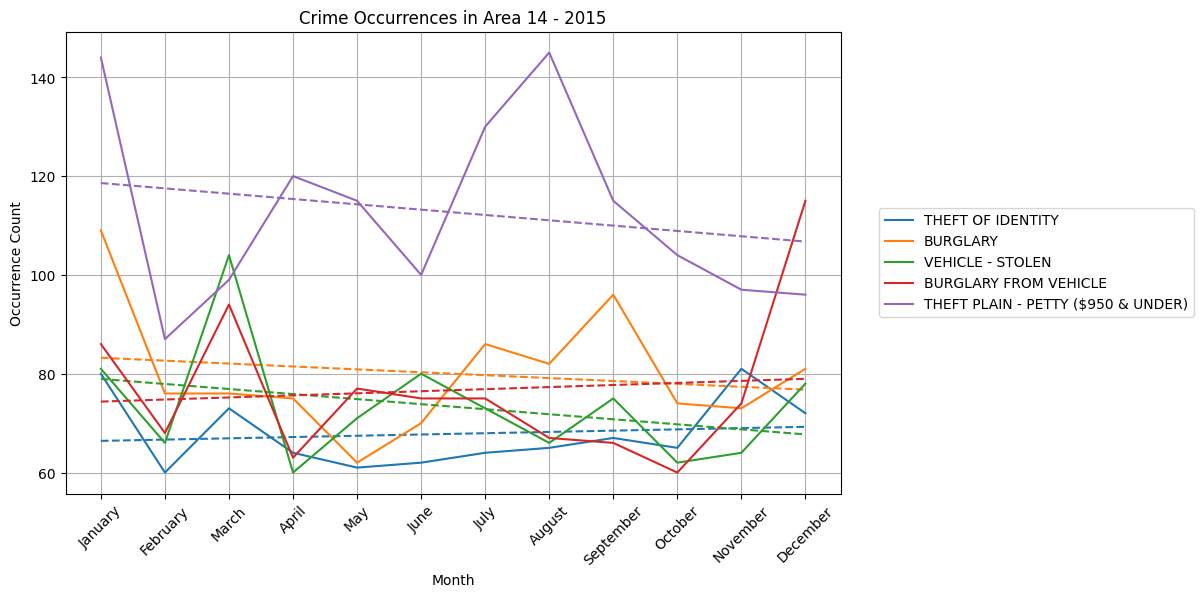 Crime Occurrences in Area 14 - 2015
Occurrence Count
140
120
100
80
60
January
February
March
April
May
June
July
August
September
October
November
December
Month
THEFT OF IDENTITY
BURGLARY
VEHICLE - STOLEN
BURGLARY FROM VEHICLE
THEFT PLAIN - PETTY ($950 & UNDER)